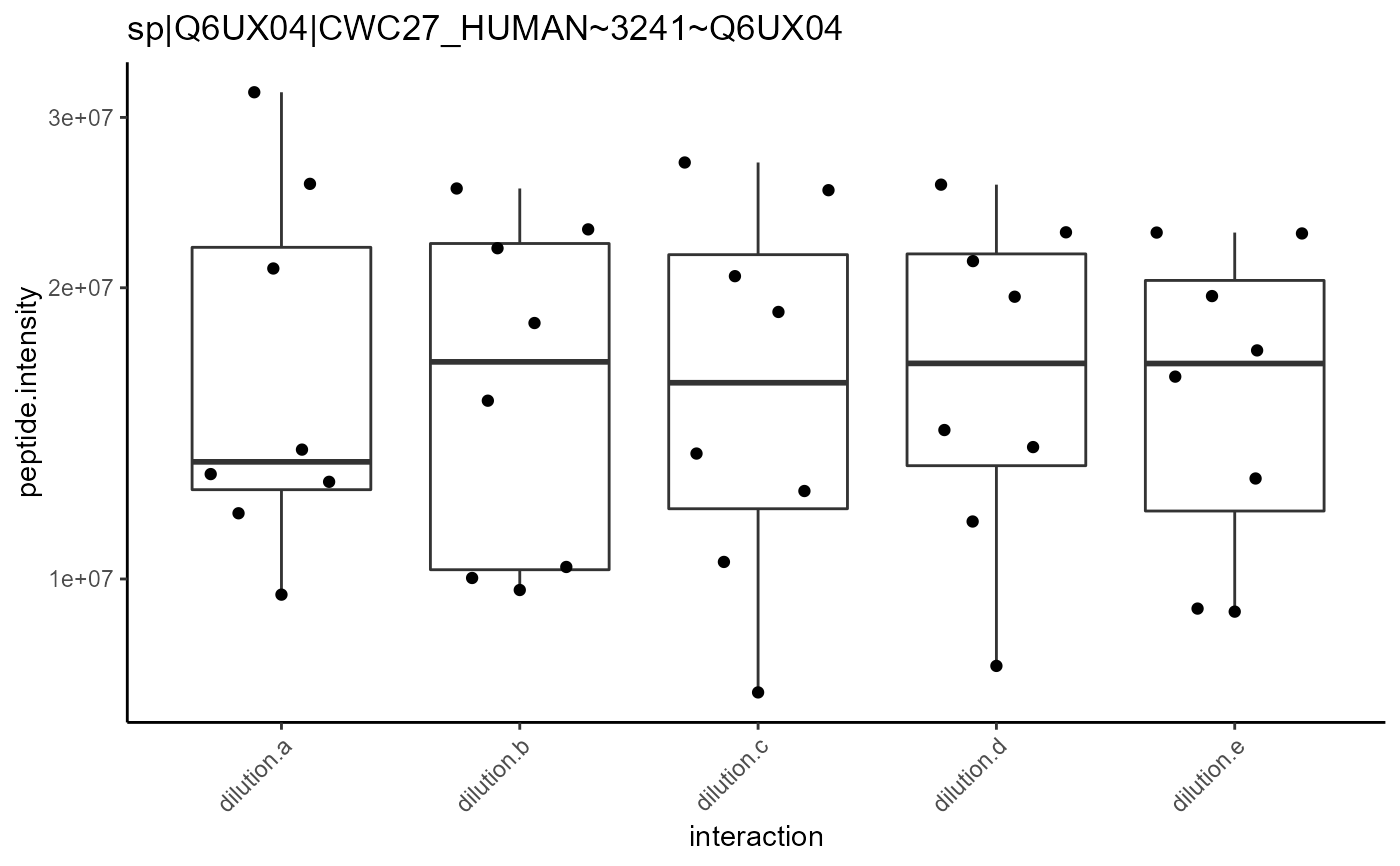 sp|Q6UX04|CWC27_HUMAN~3241~Q6UX04
peptide.intensity
3e+07
2e+07
1e+07
dilution.a
dilution.b
dilution.c
dilution.d
dilution.e
interaction